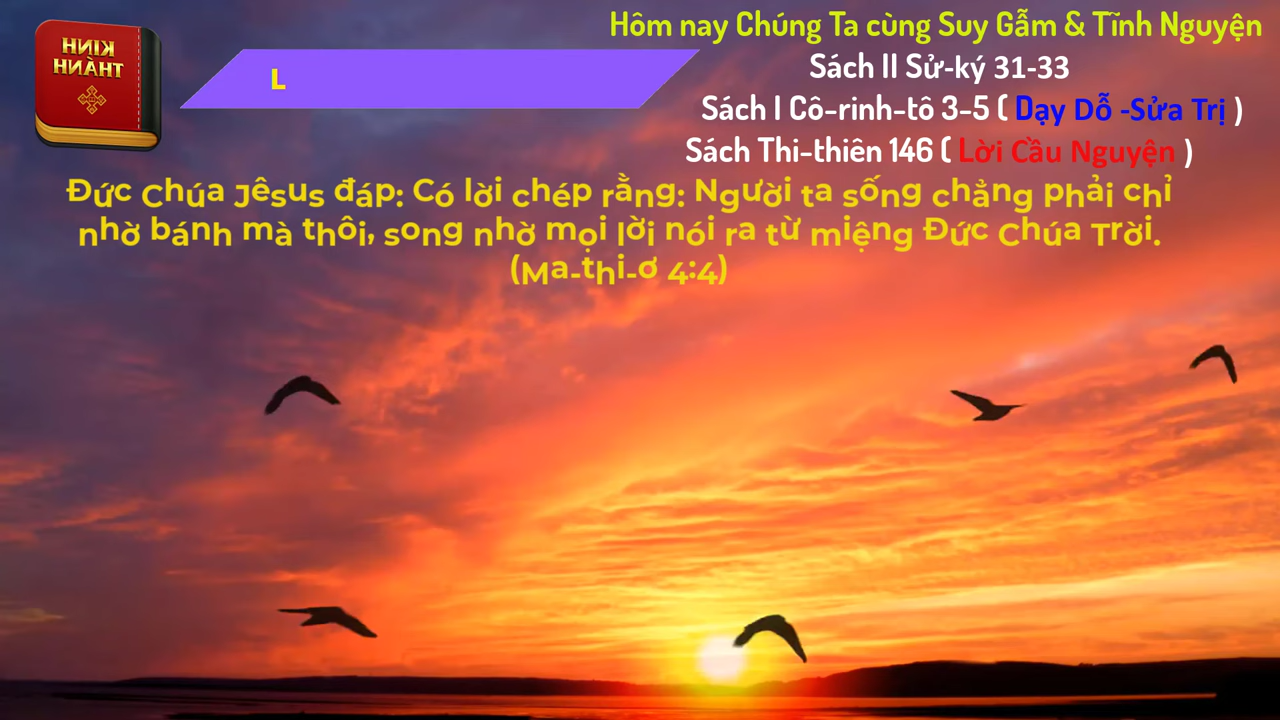 KINH
THÁNH
L
Hôm nay Chúng Ta cùng Suy Gẫm & Tĩnh Nguyện
Sách II Sử-ký 31-33
Sách I Cô-rinh-tô 3-5 ( Dạy Dỗ -Sửa Trị )
Sách Thi-thiên 146 ( Lời Cầu Nguyện )
Đức Chúa Jêsus đáp: Có lời chép rằng: Người ta sống chẳng phải chỉ
nhờ bánh mà thôi, song nhờ mọi lời nói ra từ miệng Đức Chúa Trời.
(Ma-thi-ơ 4:4)